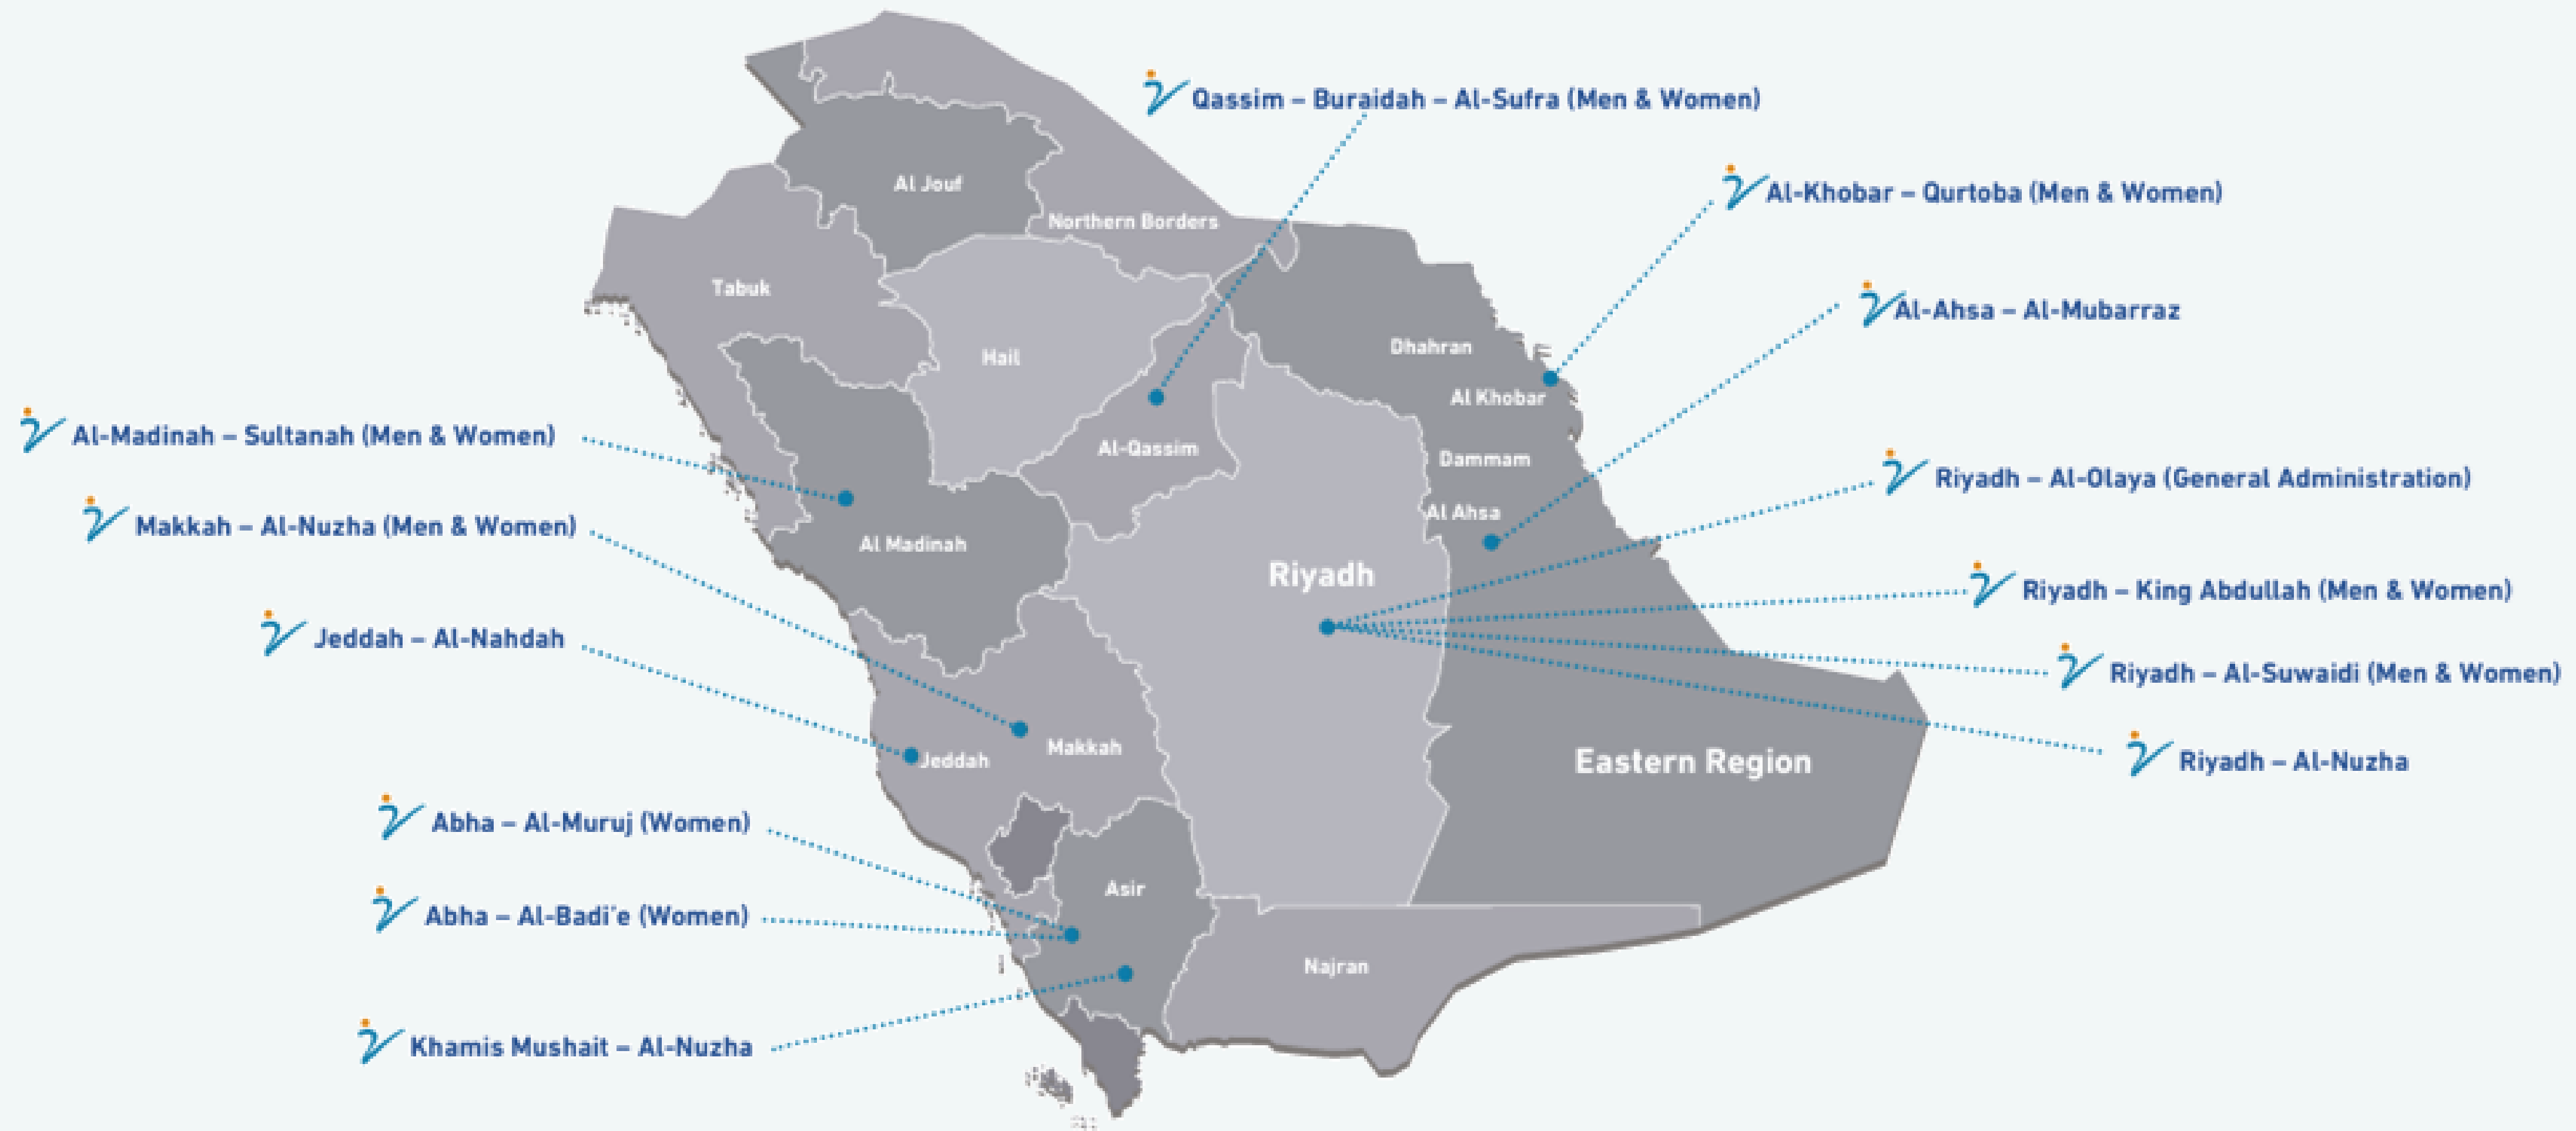 Qassim – Buraidah – Al-Sufra (Men & Women)
Al-Khobar – Qurtoba (Men & Women)
Al-Ahsa – Al-Mubarraz
Riyadh – Al-Olaya (General Administration)
Riyadh – King Abdullah (Men & Women)
Riyadh – Al-Suwaidi (Men & Women)
Riyadh – Al-Nuzha
Al-Madinah – Sultanah (Men & Women)
Makkah – Al-Nuzha (Men & Women)
Jeddah – Al-Nahdah
Abha – Al-Muruj (Women)
Abha – Al-Badi'e (Women)
Khamis Mushait – Al-Nuzha
Al Jouf
Northern Borders
Tabuk
Hail
Dhahran
Al Khobar
Al-Qassim
Dammam
Al Ahsa
Al Madinah
Riyadh
Makkah
Jeddah
Eastern Region
Asir
Najran